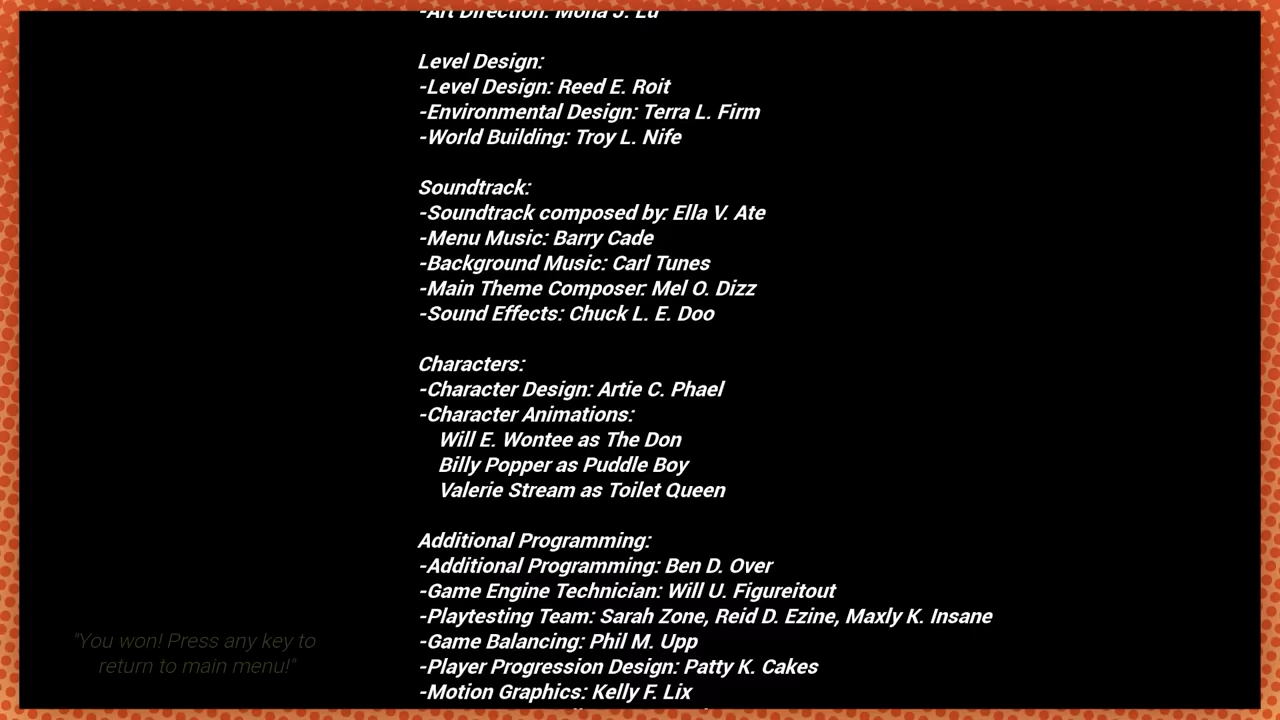 -Art Direction: Mona J. Lu
Level Design:
-Level Design: Reed E. Roit
-Environmental Design: Terra L. Firm
-World Building: Troy L. Nife
Soundtrack:
-Soundtrack composed by: Ella V. Ate
-Menu Music: Barry Cade
-Background Music: Carl Tunes
-Main Theme Composer: Mel O. Dizz
-Sound Effects: Chuck L. E. Doo
Characters:
-Character Design: Artie C. Phael
-Character Animations:
Will E. Wontee as The Don
Billy Popper as Puddle Boy
Valerie Stream as Toilet Queen
Additional Programming:
-Additional Programming: Ben D. Over
-Game Engine Technician: Will U. Figureitout
-Playtesting Team: Sarah Zone, Reid D. Ezine, Maxly K. Insane
-Game Balancing: Phil M. Upp
-Player Progression Design: Patty K. Cakes
-Motion Graphics: Kelly F. Lix
"You won! Press any key to
return to main menu!"